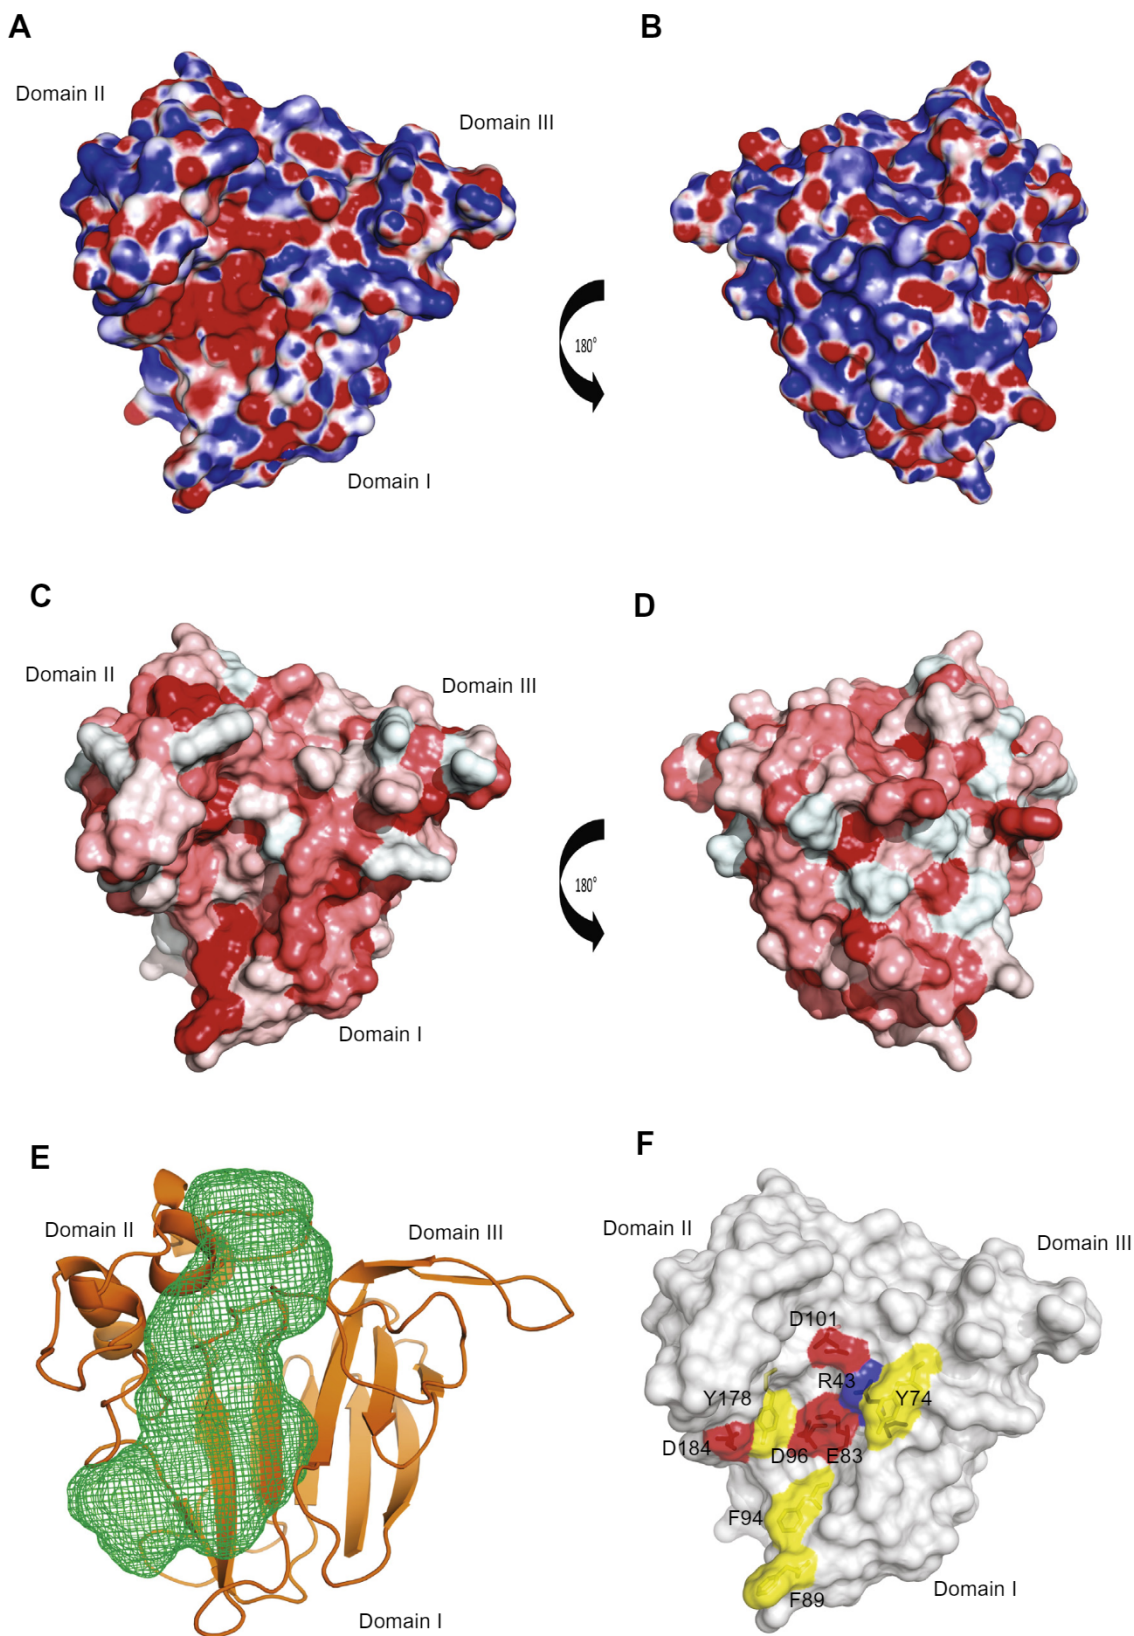 A
B
Domain II
Domain III
180°
Domain I
C
D
Domain II
Domain III
180°
Domain I
E
F
Domain II
Domain III
Domain I
Domain II
Domain III
D101
R43
Y74
Y178
D184
D96
E83
F94
F89
Domain I